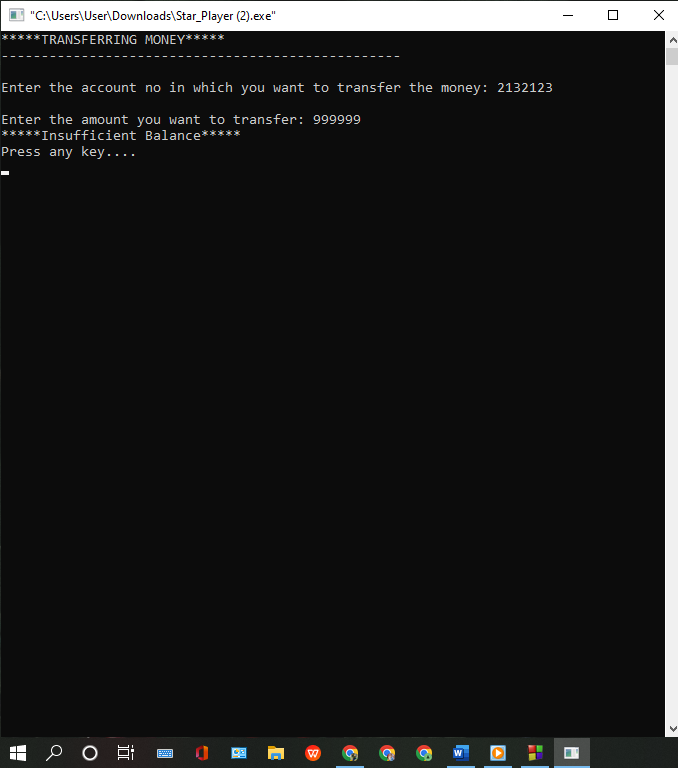 "C:\Users\User\Downloads\Star_Player (2).exe"
*****TRANSFERRING MONEY*****
--------------------------------------------------
Enter the account no in which you want to transfer the money: 2132123
Enter the amount you want to transfer: 999999
*****Insufficient Balance*****
Press any key....